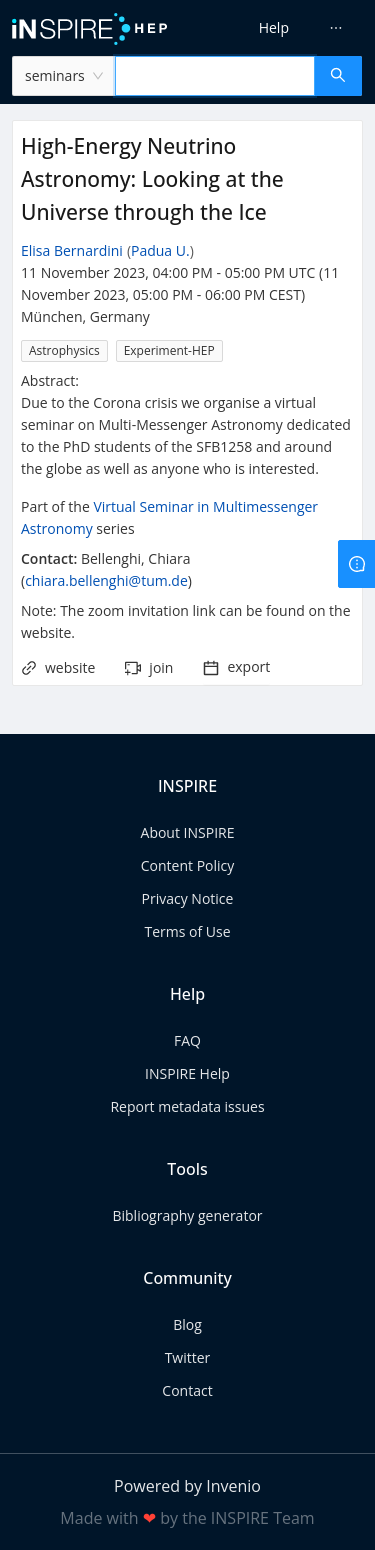 iNSPIRE HEP
Help ···
seminars
High-Energy Neutrino
Astronomy: Looking at the
Universe through the Ice
Elisa Bernardini (Padua U.)
11 November 2023, 04:00 PM - 05:00 PM UTC (11
November 2023, 05:00 PM - 06:00 PM CEST)
München, Germany
Astrophysics Experiment-HEP
Abstract:
Due to the Corona crisis we organise a virtual
seminar on Multi-Messenger Astronomy dedicated
to the PhD students of the SFB1258 and around
the globe as well as anyone who is interested.
Part of the Virtual Seminar in Multimessenger
Astronomy series
Contact: Bellenghi, Chiara
(chiara.bellenghi@tum.de)
Note: The zoom invitation link can be found on the
website.
website join export
INSPIRE
About INSPIRE
Content Policy
Privacy Notice
Terms of Use
Help
FAQ
INSPIRE Help
Report metadata issues
Tools
Bibliography generator
Community
Blog
Twitter
Contact
Powered by Invenio
Made with ❤ by the INSPIRE Team